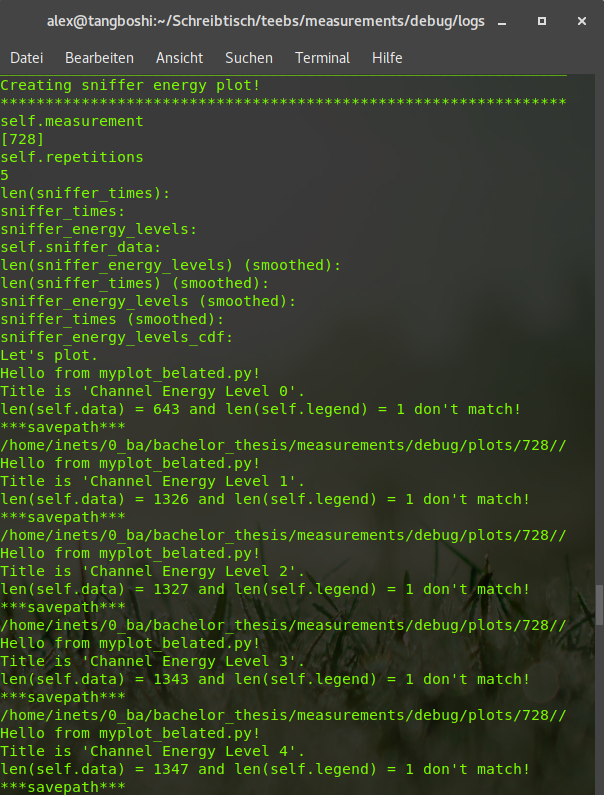 alex@tangboshi:~/Schreibtisch/teebs/measurements/debug/logs
Datei Bearbeiten Ansicht Suchen Terminal Hilfe
Creating sniffer energy plot!
***************************************************************
self.measurement
[728]
self.repetitions
5
len(sniffer_times):
sniffer_times:
sniffer_energy_levels:
self.sniffer_data:
len(sniffer_energy_levels) (smoothed):
len(sniffer_times) (smoothed):
sniffer_energy_levels (smoothed):
sniffer_times (smoothed):
sniffer_energy_levels_cdf:
Let's plot.
Hello from myplot_belated.py!
Title is 'Channel Energy Level 0'.
len(self.data) = 643 and len(self.legend) = 1 don't match!
***savepath***
/home/inets/0_ba/bachelor_thesis/measurements/debug/plots/728//
Hello from myplot_belated.py!
Title is 'Channel Energy Level 1'.
len(self.data) = 1326 and len(self.legend) = 1 don't match!
***savepath***
/home/inets/0_ba/bachelor_thesis/measurements/debug/plots/728//
Hello from myplot_belated.py!
Title is 'Channel Energy Level 2'.
len(self.data) = 1327 and len(self.legend) = 1 don't match!
***savepath***
/home/inets/0_ba/bachelor_thesis/measurements/debug/plots/728//
Hello from myplot_belated.py!
Title is 'Channel Energy Level 3'.
len(self.data) = 1343 and len(self.legend) = 1 don't match!
***savepath***
/home/inets/0_ba/bachelor_thesis/measurements/debug/plots/728//
Hello from myplot_belated.py!
Title is 'Channel Energy Level 4'.
len(self.data) = 1347 and len(self.legend) = 1 don't match!
***savepath***